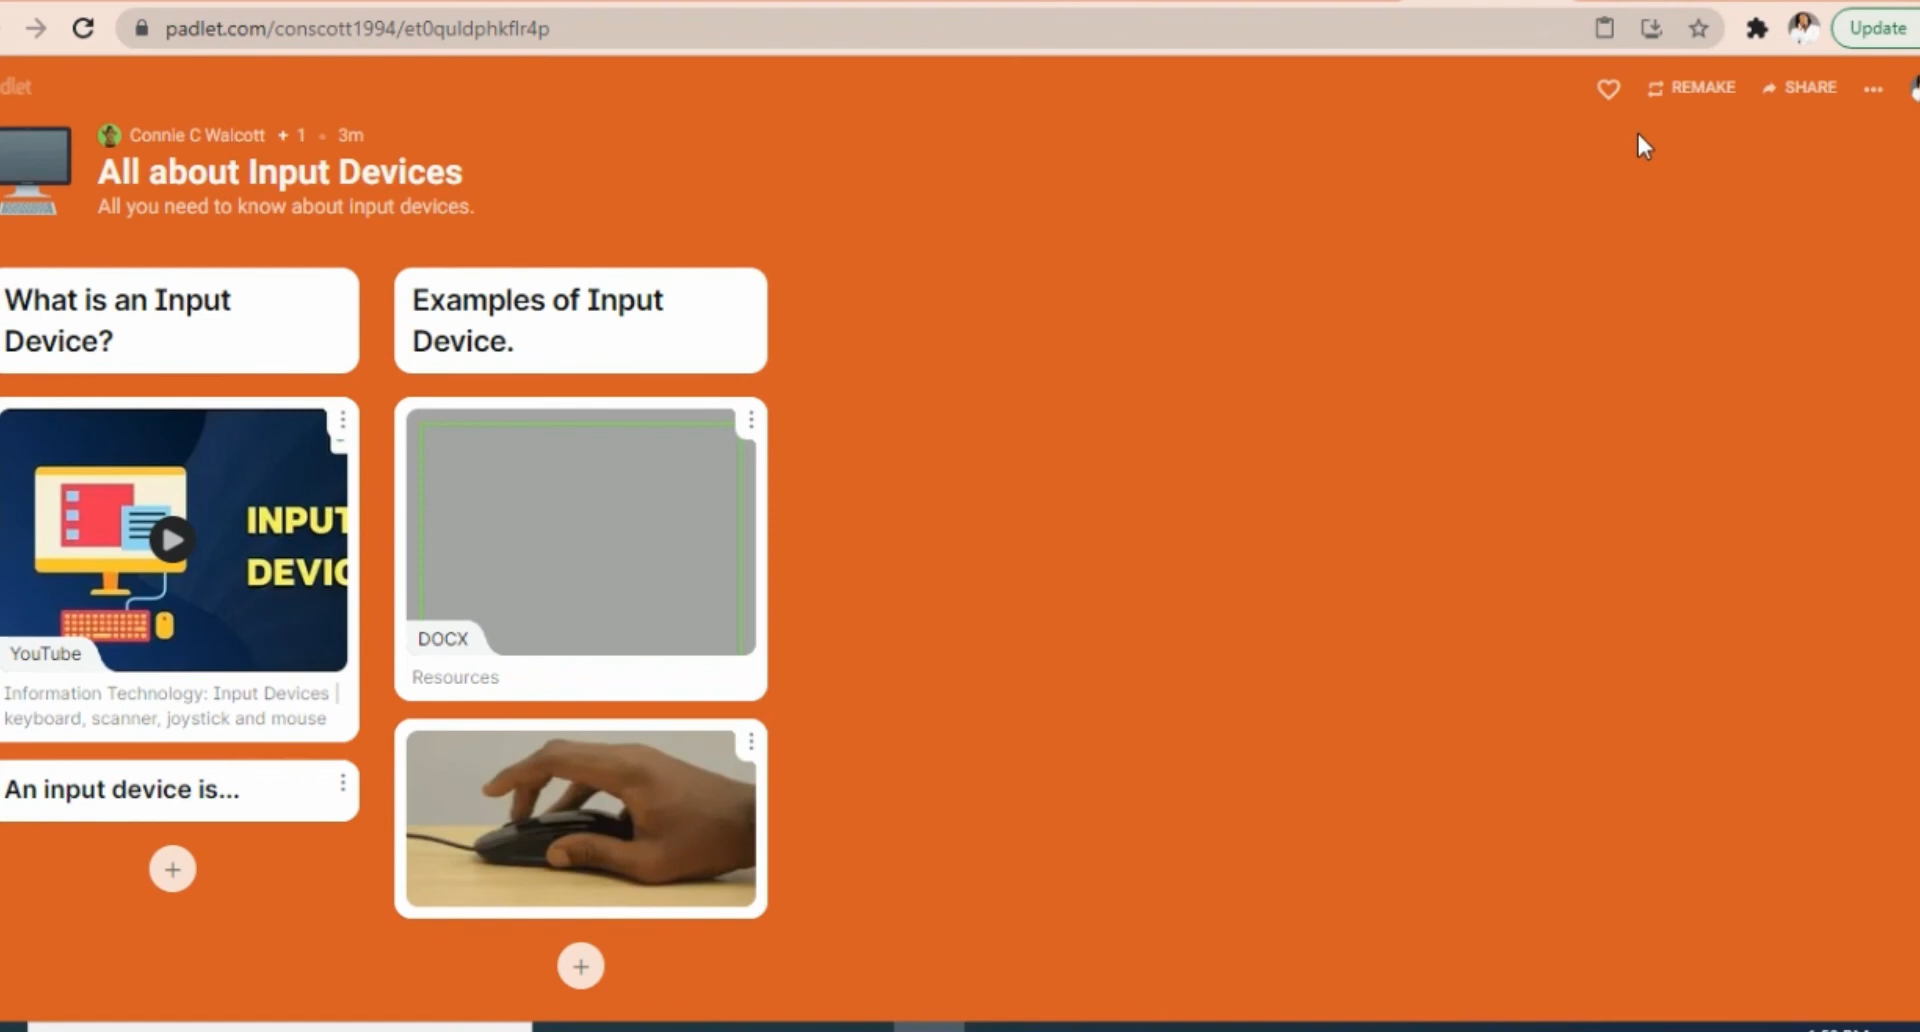 padlet.com/conscott1994/et0quldphkflr4p
Update
dlet
REMAKE
SHARE
Connie C Walcott + 1 • 3m
All about Input Devices
All you need to know about input devices.
What is an Input
Device?
Examples of Input
Device.
INPUT
DEVIC
YouTube
Information Technology: Input Devices |
keyboard, scanner, joystick and mouse
An input device is...
DOCX
Resources